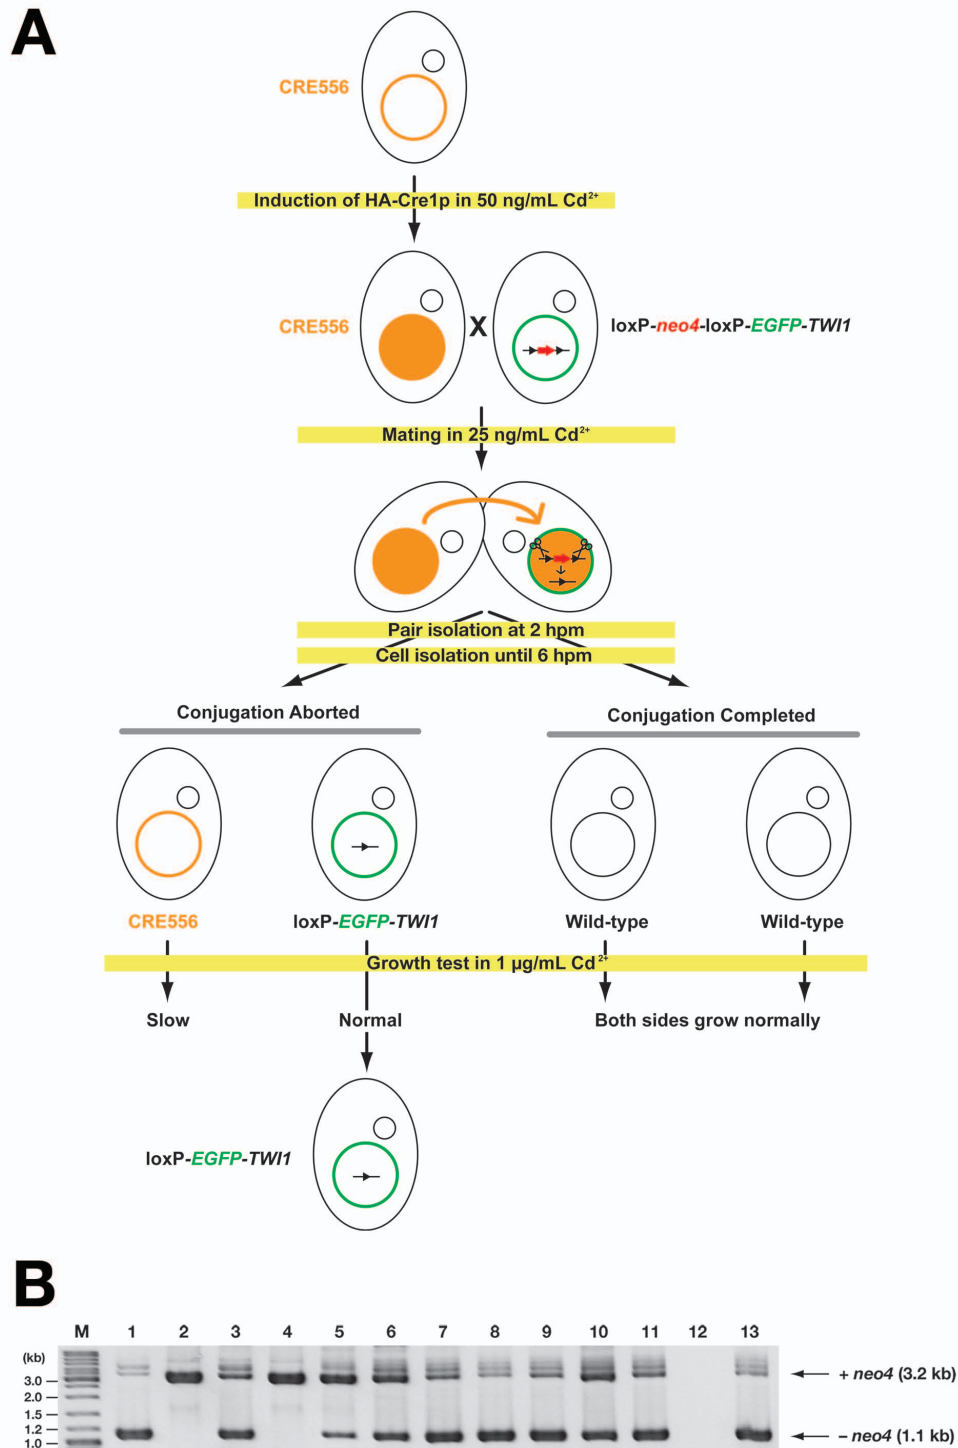 A
CRE556
Induction of HA-Cre1p in 50 ng/mL Cd²⁺
CRE556
X
loxP-neo4-loxP-EGFP-TWI1
Mating in 25 ng/mL Cd²⁺
Pair isolation at 2 hpm
Cell isolation until 6 hpm
Conjugation Aborted
Conjugation Completed
CRE556
loxP-EGFP-TWI1
Wild-type
Wild-type
Growth test in 1 µg/mL Cd²⁺
Slow
Normal
Both sides grow normally
loxP-EGFP-TWI1
B
M 1 2 3 4 5 6 7 8 9 10 11 12 13
(kb)
3.0
+ neo4 (3.2 kb)
2.0
1.5
1.2
– neo4 (1.1 kb)
1.0